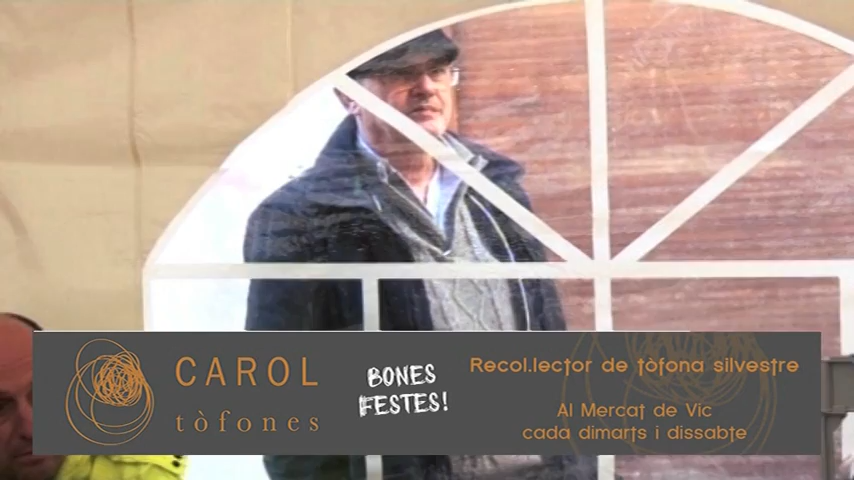 CAROL
tòfones
BONES
FESTES!
Recol.lector de tòfona silvestre
Al Mercat de Vic
cada dimarts i dissabte